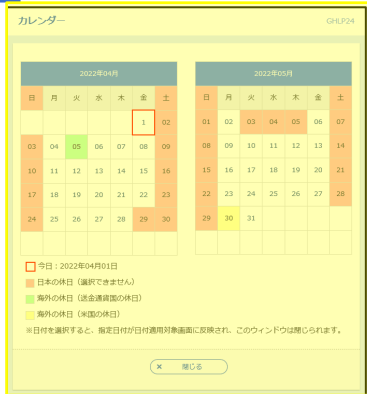 カレンダー GHLP24
2022年04月 2022年05月
日 月 火 水 木 金 土 日 月 火 水 木 金 土
1 02 01 02 03 04 05 06 07
03 04 05 06 07 08 09 08 09 10 11 12 13 14
10 11 12 13 14 15 16 15 16 17 18 19 20 21
17 18 19 20 21 22 23 22 23 24 25 26 27 28
24 25 26 27 28 29 30 29 30 31
今日：2022年04月01日
日本の休日（選択できません）
海外の休日（送金通貨国の休日）
海外の休日（米国の休日）
※日付を選択すると、指定日付が日付適用対象画面に反映され、このウィンドウは閉じられます。
× 閉じる